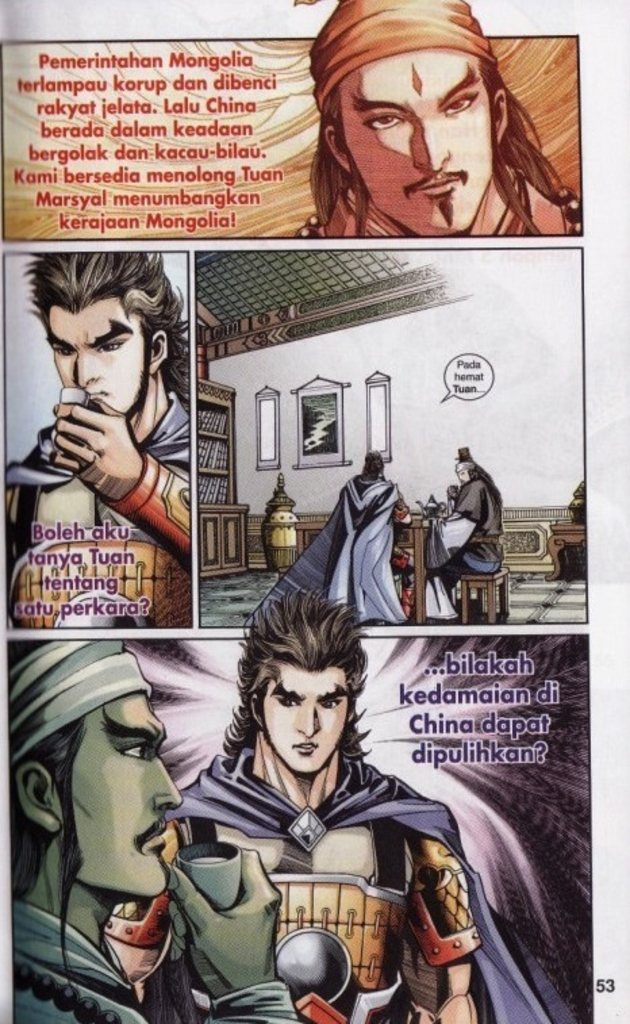 Pemerintahan Mongolia
terlampau korup dan dibenci
rakyat jelata. Lalu China
berada dalam keadaan
bergolak dan kacau-bilau.
Kami bersedia menolong Tuan
Marsyal menumbangkan
kerajaan Mongolia!
Boleh aku
tanya Tuan
tentang
satu perkara?
Pada
hemat
Tuan...
...bilakah
kedamaian di
China dapat
dipulihkan?
53